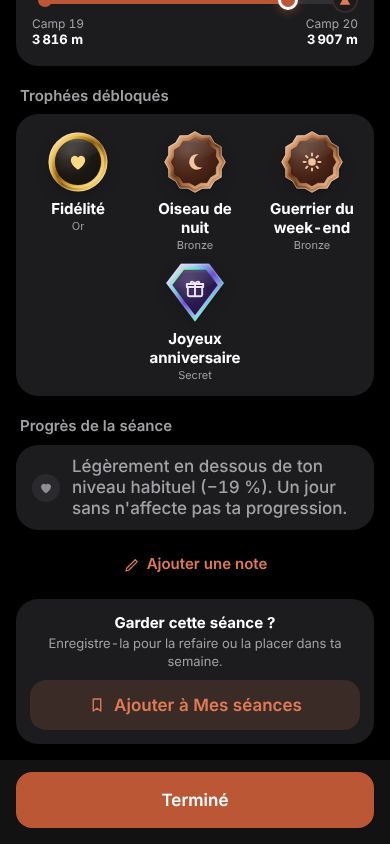 Camp 19
Camp 20
3 816 m
3 907 m
Trophées débloqués
Fidélité
Or
Oiseau de
nuit
Bronze
Guerrier du
week-end
Bronze
Joyeux
anniversaire
Secret
Progrès de la séance
Légèrement en dessous de ton
niveau habituel (−19 %). Un jour
sans n'affecte pas ta progression.
Ajouter une note
Garder cette séance ?
Enregistre-la pour la refaire ou la placer dans ta
semaine.
Ajouter à Mes séances
Terminé